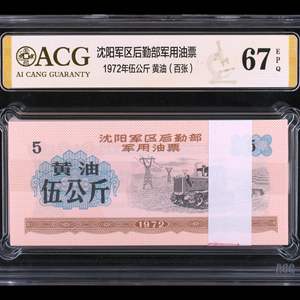 ACG
AI CANG GUARANTY
沈阳军区后勤部军用油票
1972年伍公斤 黄油（百张）
67 EPQ
沈阳军区后勤部
军用油票
5
5
黄油
伍公斤
1972
ACG